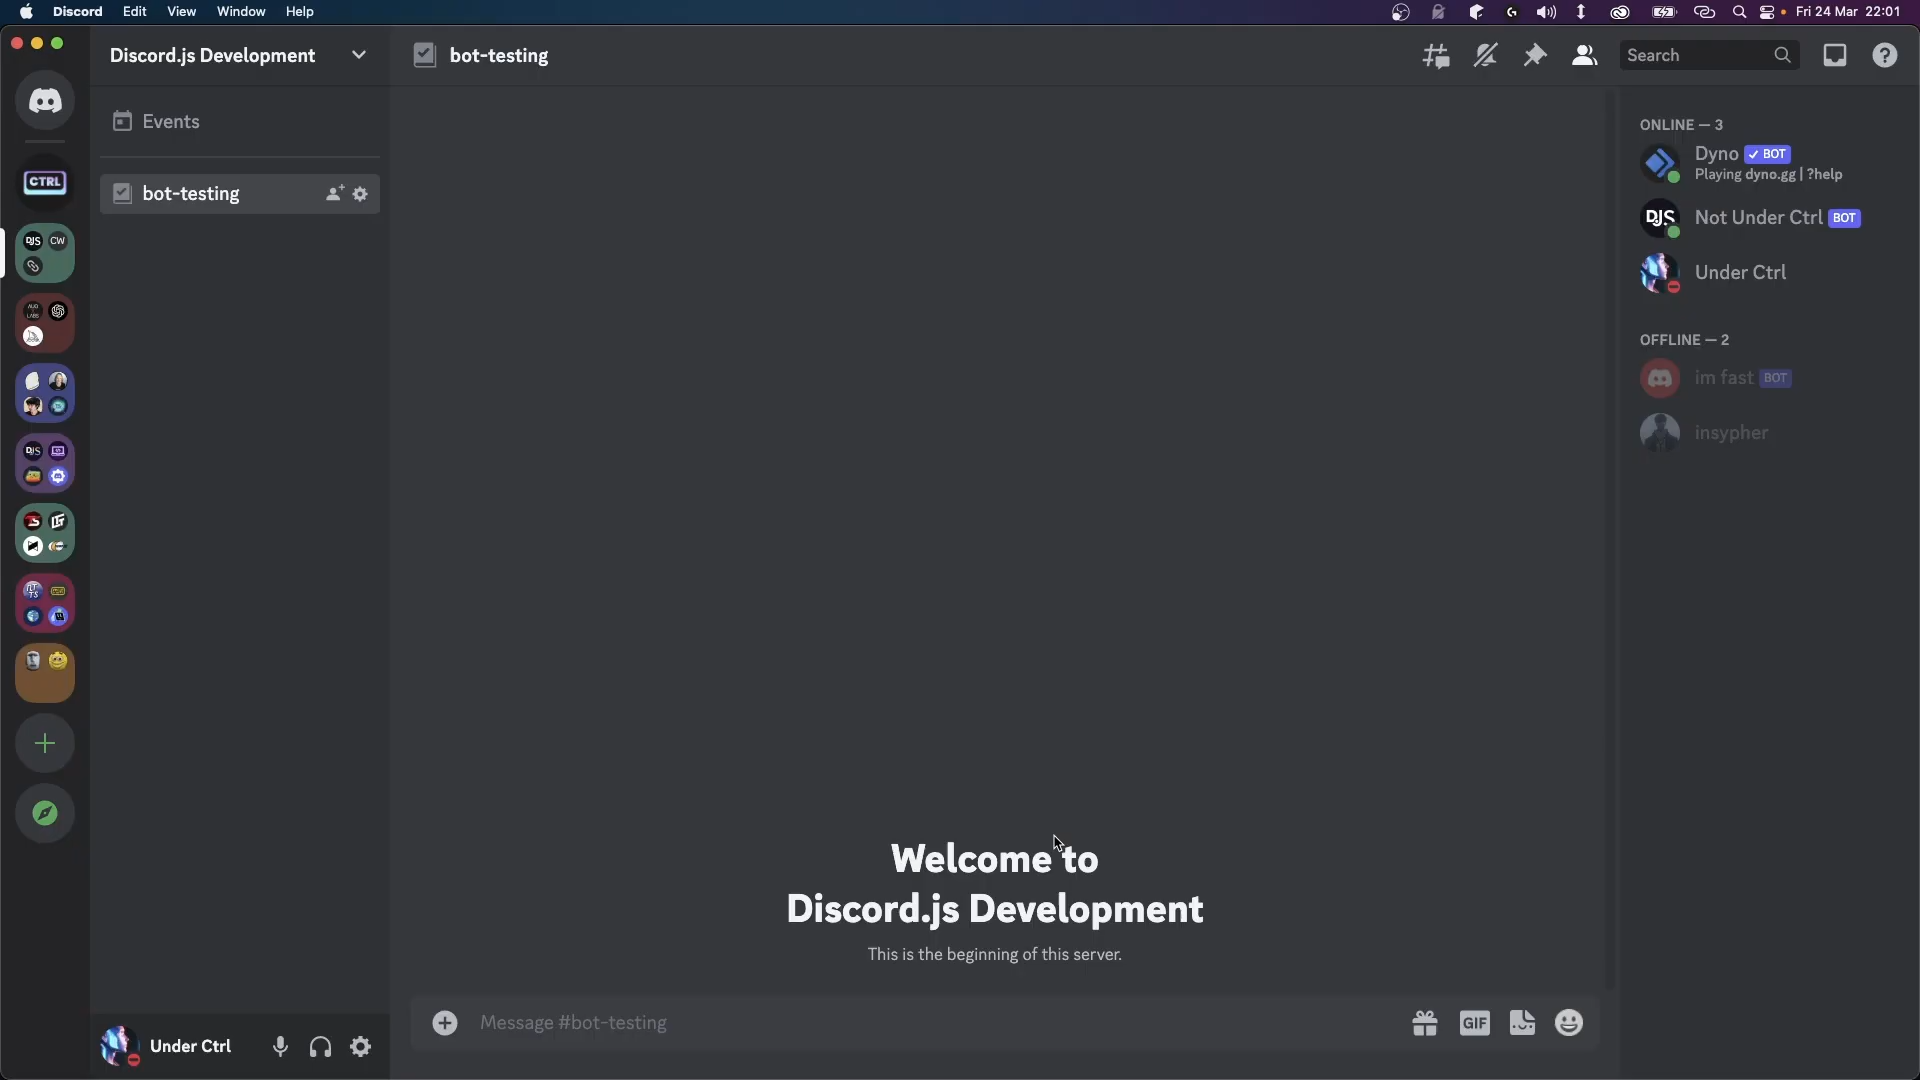 Discord Edit View Window Help
Fri 24 Mar 22:01
Discord.js Development
bot-testing
Search
Events
CTRL
bot-testing
DJS CW
ONLINE — 3
Dyno BOT
Playing dyno.gg | ?help
DJS Not Under Ctrl BOT
Under Ctrl
OFFLINE — 2
im fast BOT
insypher
DJS
Welcome to
Discord.js Development
This is the beginning of this server.
Message #bot-testing
GIF
Under Ctrl